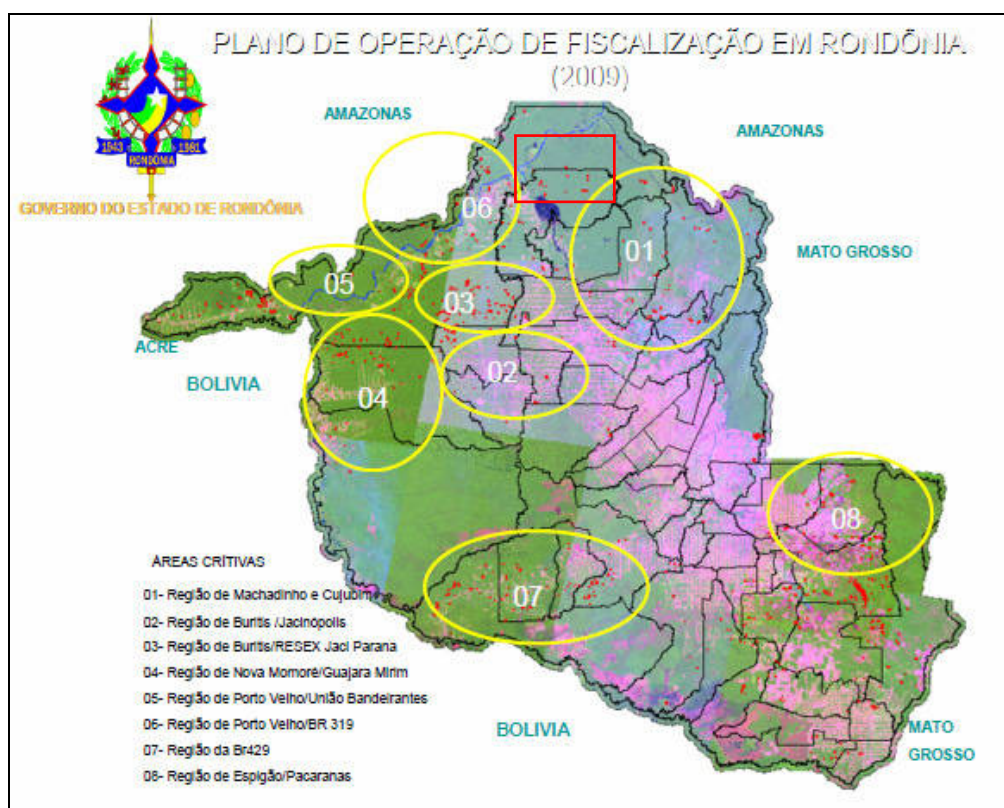 PLANO DE OPERAÇÃO DE FISCALIZAÇÃO EM RONDÔNIA
(2009)
1943 1981
RONDÔNIA
GOVERNO DO ESTADO DE RONDÔNIA
AMAZONAS
AMAZONAS
MATO GROSSO
ACRE
BOLIVIA
06
01
05
03
02
04
08
07
ÁREAS CRÍTIVAS
01- Região de Machadinho e Cujubim
02- Região de Buritis /Jacinópolis
03- Região de Buritis/RESEX Jaci Parana
04- Região de Nova Momoré/Guajara Mirim
05- Região de Porto Velho/União Bandeirantes
06- Região de Porto Velho/BR 319
07- Região da Br429
08- Região de Espigão/Pacaranas
BOLIVIA
MATO
GROSSO